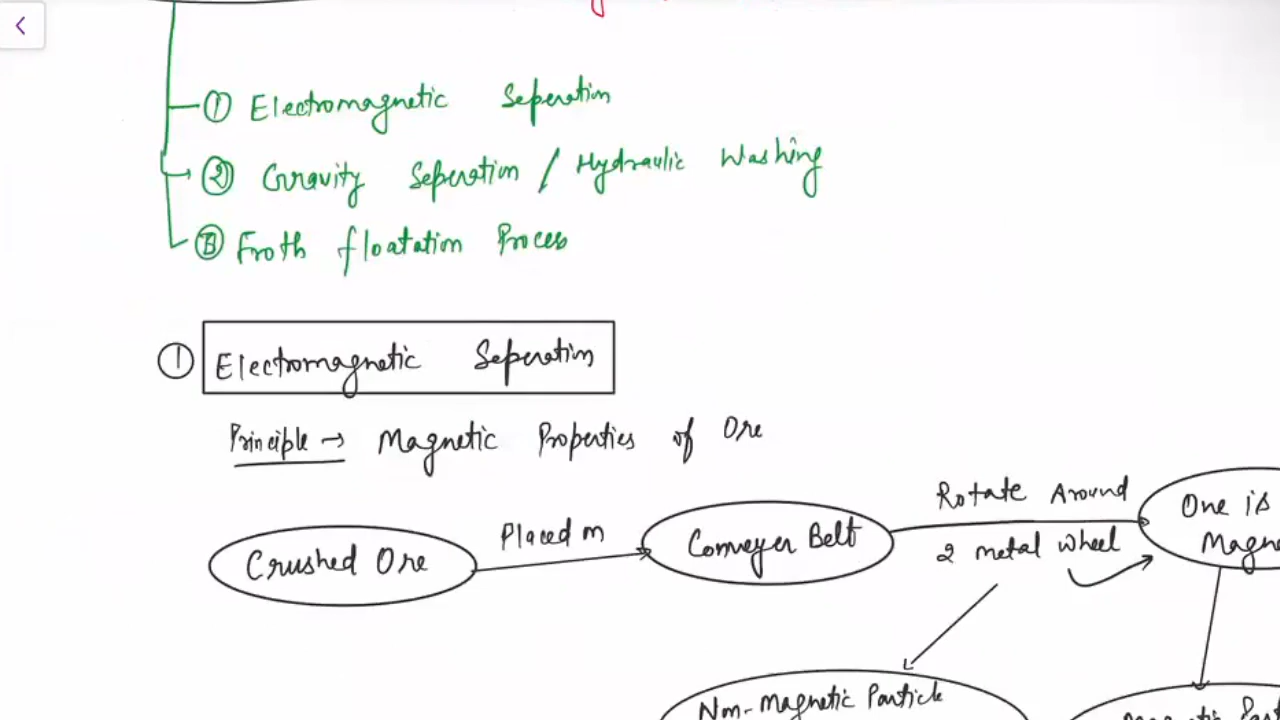 ① Electromagnetic Seperation
② Gravity Seperation / Hydraulic Washing
③ Froth floatation Process
① Electromagnetic Seperation
Principle → Magnetic Properties of Ore
Crushed Ore
Placed on
Conveyer Belt
Rotate Around
2 metal wheel
One is
Non-Magnetic Particle